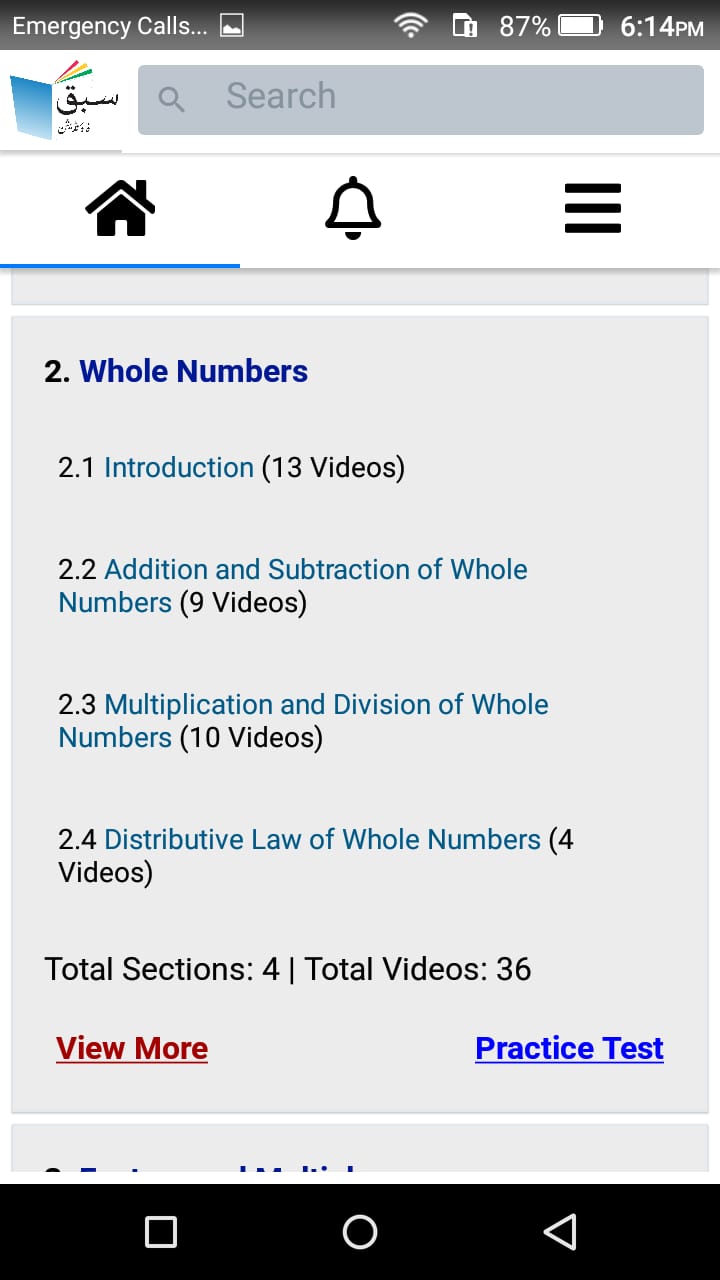 Emergency Calls...
87%
6:14PM
سبق
فاؤنڈیشن
Search
2. Whole Numbers
2.1 Introduction (13 Videos)
2.2 Addition and Subtraction of Whole
Numbers (9 Videos)
2.3 Multiplication and Division of Whole
Numbers (10 Videos)
2.4 Distributive Law of Whole Numbers (4
Videos)
Total Sections: 4 | Total Videos: 36
View More
Practice Test